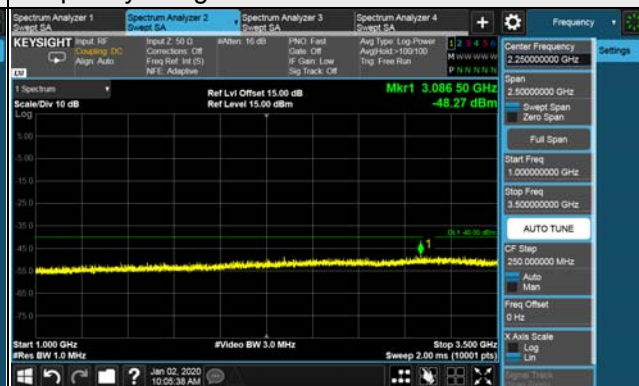 Spectrum Analyzer 1
Swept SA
Spectrum Analyzer 2
Swept SA
Spectrum Analyzer 3
Swept SA
Spectrum Analyzer 4
Swept SA
+
Frequency
KEYSIGHT
Input: RF
Coupling: DC
Align: Auto
Input Z: 50 Ω
Corrections: Off
Freq Ref: Int (S)
NFE: Adaptive
#Atten: 16 dB
PNO: Fast
Gate: Off
IF Gain: Low
Sig Track: Off
Avg Type: Log-Power
Avg|Hold:>100/100
Trig: Free Run
1 2 3 4 5 6
M W W W W W
P N N N N N
LXI
1 Spectrum
Scale/Div 10 dB
Log
Ref Lvl Offset 15.00 dB
Ref Level 15.00 dBm
Mkr1 3.086 50 GHz
-48.27 dBm
5.00
-5.00
-15.0
-25.0
-35.0
-45.0
-55.0
-65.0
-75.0
DL1 -40.00 dBm
1
Start 1.000 GHz
#Res BW 1.0 MHz
#Video BW 3.0 MHz
Stop 3.500 GHz
Sweep 2.00 ms (10001 pts)
Center Frequency
2.250000000 GHz
Settings
Span
2.50000000 GHz
Swept Span
Zero Span
Full Span
Start Freq
1.000000000 GHz
Stop Freq
3.500000000 GHz
AUTO TUNE
CF Step
250.000000 MHz
Auto
Man
Freq Offset
0 Hz
X Axis Scale
Log
Lin
Signal Track
?
Jan 02, 2020
10:05:38 AM